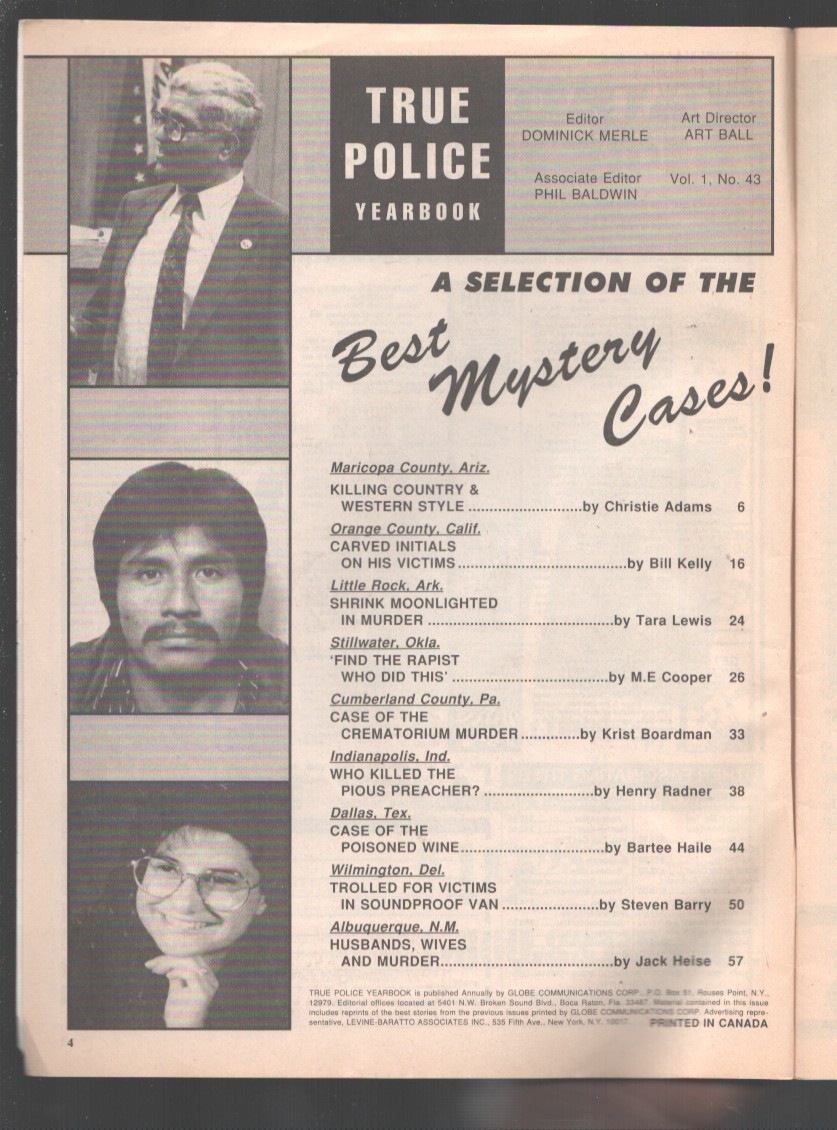 TRUE
POLICE
YEARBOOK
Editor
DOMINICK MERLE
Art Director
ART BALL
Associate Editor
PHIL BALDWIN
Vol. 1, No. 43
A SELECTION OF THE
Best
Mystery
Cases!
Maricopa County, Ariz.
KILLING COUNTRY &
WESTERN STYLE ...........................by Christie Adams 6
Orange County, Calif.
CARVED INITIALS
ON HIS VICTIMS........................................by Bill Kelly 16
Little Rock, Ark.
SHRINK MOONLIGHTED
IN MURDER ............................................by Tara Lewis 24
Stillwater, Okla.
'FIND THE RAPIST
WHO DID THIS' .....................................by M.E Cooper 26
Cumberland County, Pa.
CASE OF THE
CREMATORIUM MURDER..............by Krist Boardman 33
Indianapolis, Ind.
WHO KILLED THE
PIOUS PREACHER? ..........................by Henry Radner 38
Dallas, Tex.
CASE OF THE
POISONED WINE..................................by Bartee Haile 44
Wilmington, Del.
TROLLED FOR VICTIMS
IN SOUNDPROOF VAN .......................by Steven Barry 50
Albuquerque, N.M.
HUSBANDS, WIVES
AND MURDER.........................................by Jack Heise 57
TRUE POLICE YEARBOOK is published Annually by GLOBE COMMUNICATIONS CORP., P.O. Box 51, Rouses Point, N.Y.,
12979. Editorial offices located at 5401 N.W. Broken Sound Blvd., Boca Raton, Fla. 33487. Material contained in this issue
includes reprints of the best stories from the previous issues printed by GLOBE COMMUNICATIONS CORP. Advertising repre-
sentative, LEVINE-BARATTO ASSOCIATES INC., 535 Fifth Ave., New York, N.Y. 10017. PRINTED IN CANADA
4